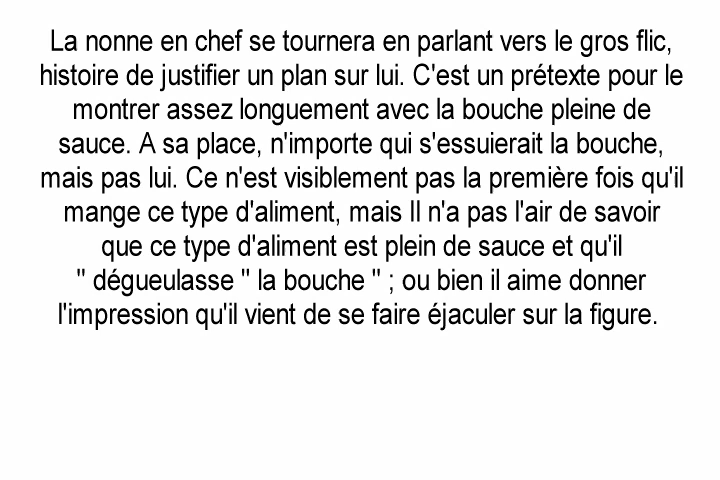 La nonne en chef se tournera en parlant vers le gros flic,
histoire de justifier un plan sur lui. C'est un prétexte pour le
montrer assez longuement avec la bouche pleine de
sauce. A sa place, n'importe qui s'essuierait la bouche,
mais pas lui. Ce n'est visiblement pas la première fois qu'il
mange ce type d'aliment, mais Il n'a pas l'air de savoir
que ce type d'aliment est plein de sauce et qu'il
" dégueulasse " la bouche " ; ou bien il aime donner
l'impression qu'il vient de se faire éjaculer sur la figure.